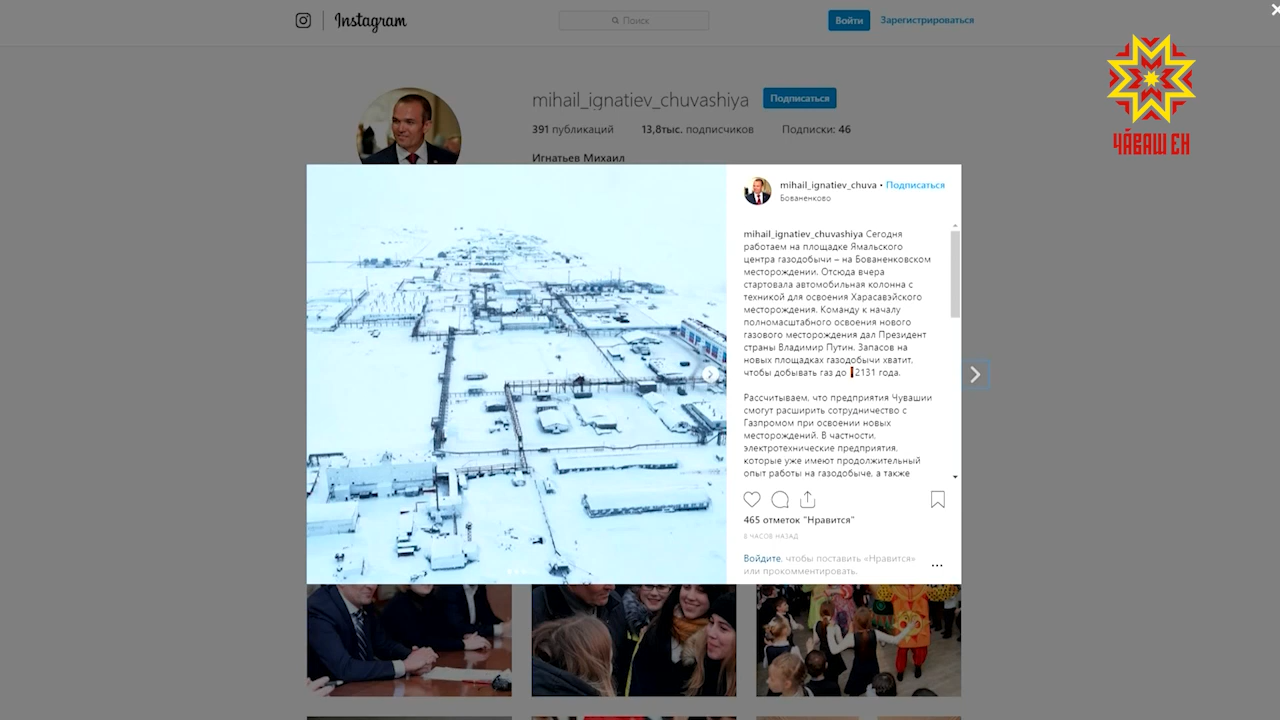 Instagram
Поиск
Войти
Зарегистрироваться
mihail_ignatiev_chuvashiya
Подписаться
391 публикаций
13,8тыс. подписчиков
Подписки: 46
Игнатьев Михаил
ЧӐВАШ ЕН
mihail_ignatiev_chuva • Подписаться
Бованенково
mihail_ignatiev_chuvashiya Сегодня
работаем на площадке Ямальского
центра газодобычи – на Бованенковском
месторождении. Отсюда вчера
стартовала автомобильная колонна с
техникой для освоения Харасавэйского
месторождения. Команду к началу
полномасштабного освоения нового
газового месторождения дал Президент
страны Владимир Путин. Запасов на
новых площадках газодобычи хватит,
чтобы добывать газ до 2131 года.
Рассчитываем, что предприятия Чувашии
смогут расширить сотрудничество с
Газпромом при освоении новых
месторождений. В частности,
электротехнические предприятия,
которые уже имеют продолжительный
опыт работы на газодобыче, а также
465 отметок "Нравится"
8 ЧАСОВ НАЗАД
Войдите, чтобы поставить «Нравится»
или прокомментировать.